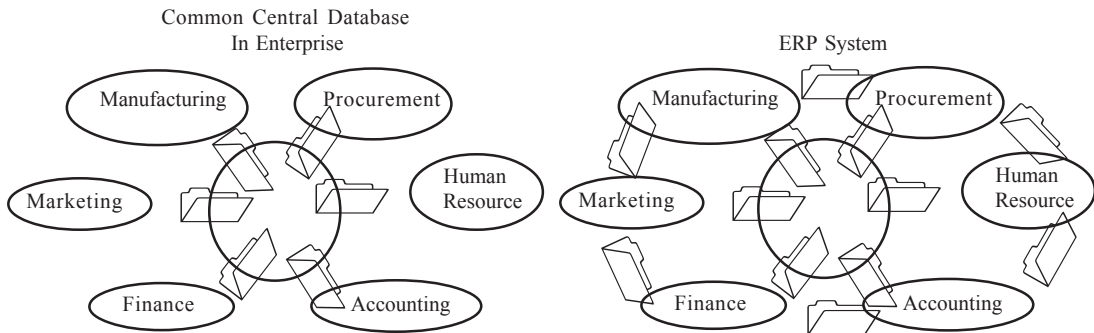 Common Central Database
In Enterprise
Manufacturing
Procurement
Marketing
Human
Resource
Finance
Accounting
ERP System
Manufacturing
Procurement
Marketing
Human
Resource
Finance
Accounting